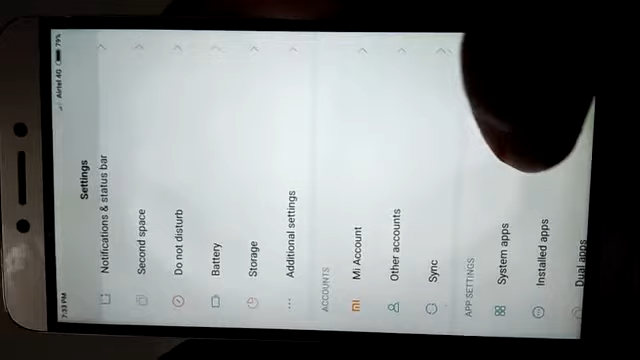 7:33 PM
Airtel 4G 79%
Settings
Notifications & status bar
Second space
Do not disturb
Battery
Storage
Additional settings
ACCOUNTS
Mi Account
Other accounts
Sync
APP SETTINGS
System apps
Installed apps
Dual apps